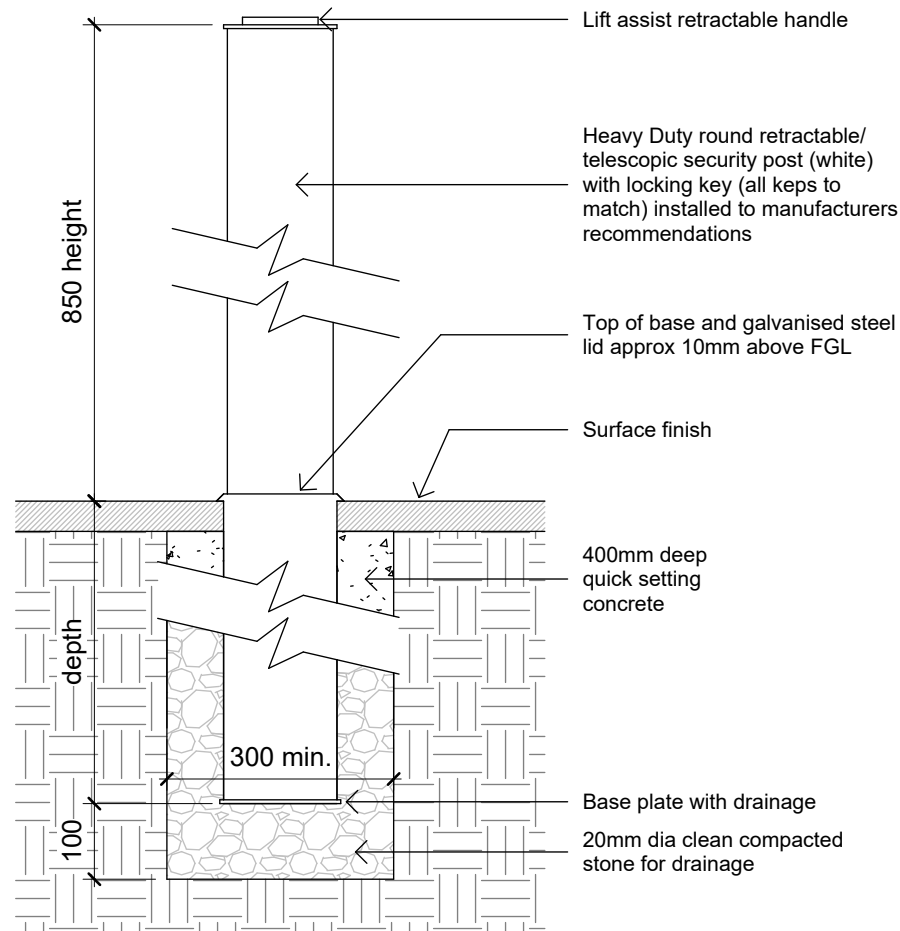 Lift assist retractable handle
Heavy Duty round retractable/
telescopic security post (white)
with locking key (all keps to
match) installed to manufacturers
recommendations
850 height
Top of base and galvanised steel
lid approx 10mm above FGL
Surface finish
400mm deep
quick setting
concrete
depth
300 min.
Base plate with drainage
100
20mm dia clean compacted
stone for drainage